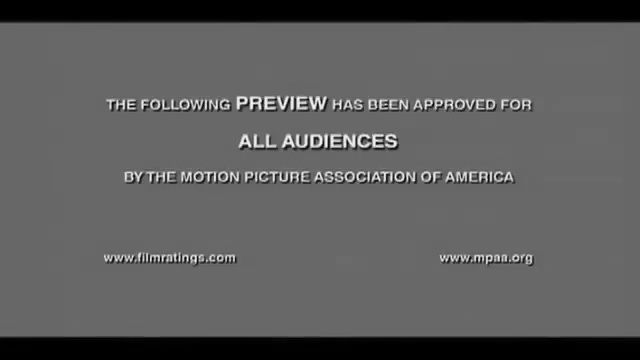 THE FOLLOWING PREVIEW HAS BEEN APPROVED FOR
ALL AUDIENCES
BY THE MOTION PICTURE ASSOCIATION OF AMERICA
www.filmratings.com www.mpaa.org